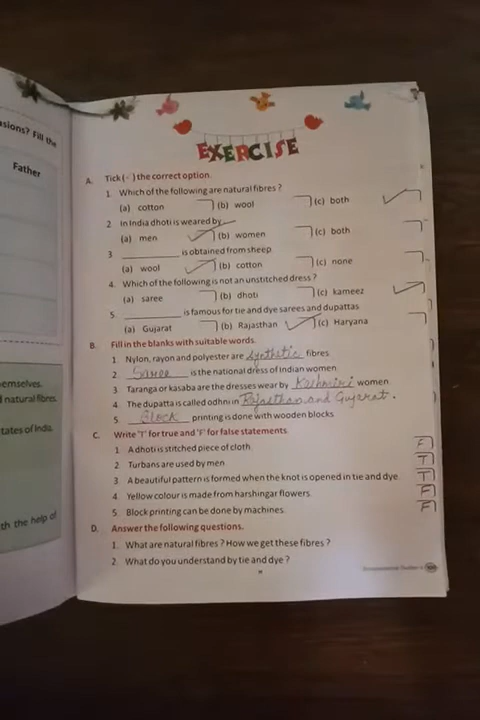 asions? Fill the
Father
emselves.
d natural fibres.
tates of India.
th the help of
EXERCISE
A. Tick (✓) the correct option.
1. Which of the following are natural fibres ?
(a) cotton (b) wool (c) both ✓
2. In India dhoti is weared by
(a) men ✓ (b) women (c) both
3. ________ is obtained from sheep
(a) wool ✓ (b) cotton (c) none
4. Which of the following is not an unstitched dress ?
(a) saree (b) dhoti (c) kameez ✓
5. ________ is famous for tie and dye sarees and dupattas
(a) Gujarat (b) Rajasthan ✓ (c) Haryana
B. Fill in the blanks with suitable words.
1. Nylon, rayon and polyester are synthetic fibres
2. Saree is the national dress of Indian women
3. Taranga or kasaba are the dresses wear by Kashmiri women
4. The dupatta is called odhni in Rajasthan and Gujarat.
5. Block printing is done with wooden blocks
C. Write 'T' for true and 'F' for false statements.
1. A dhoti is stitched piece of cloth F
2. Turbans are used by men T
3. A beautiful pattern is formed when the knot is opened in tie and dye T
4. Yellow colour is made from harshingar flowers F
5. Block printing can be done by machines F
D. Answer the following questions.
1. What are natural fibres ? How we get these fibres ?
2. What do you understand by tie and dye ?